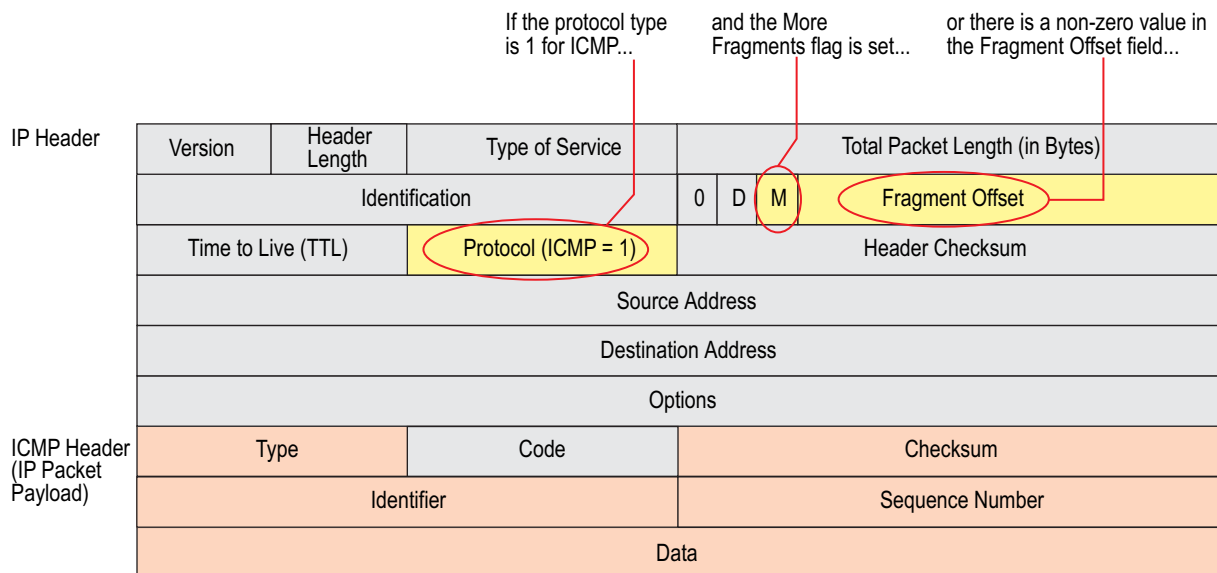 If the protocol type
is 1 for ICMP...
and the More
Fragments flag is set...
or there is a non-zero value in
the Fragment Offset field...
IP Header
Version
Header
Length
Type of Service
Total Packet Length (in Bytes)
Identification
0
D
M
Fragment Offset
Time to Live (TTL)
Protocol (ICMP = 1)
Header Checksum
Source Address
Destination Address
Options
ICMP Header
(IP Packet
Payload)
Type
Code
Checksum
Identifier
Sequence Number
Data